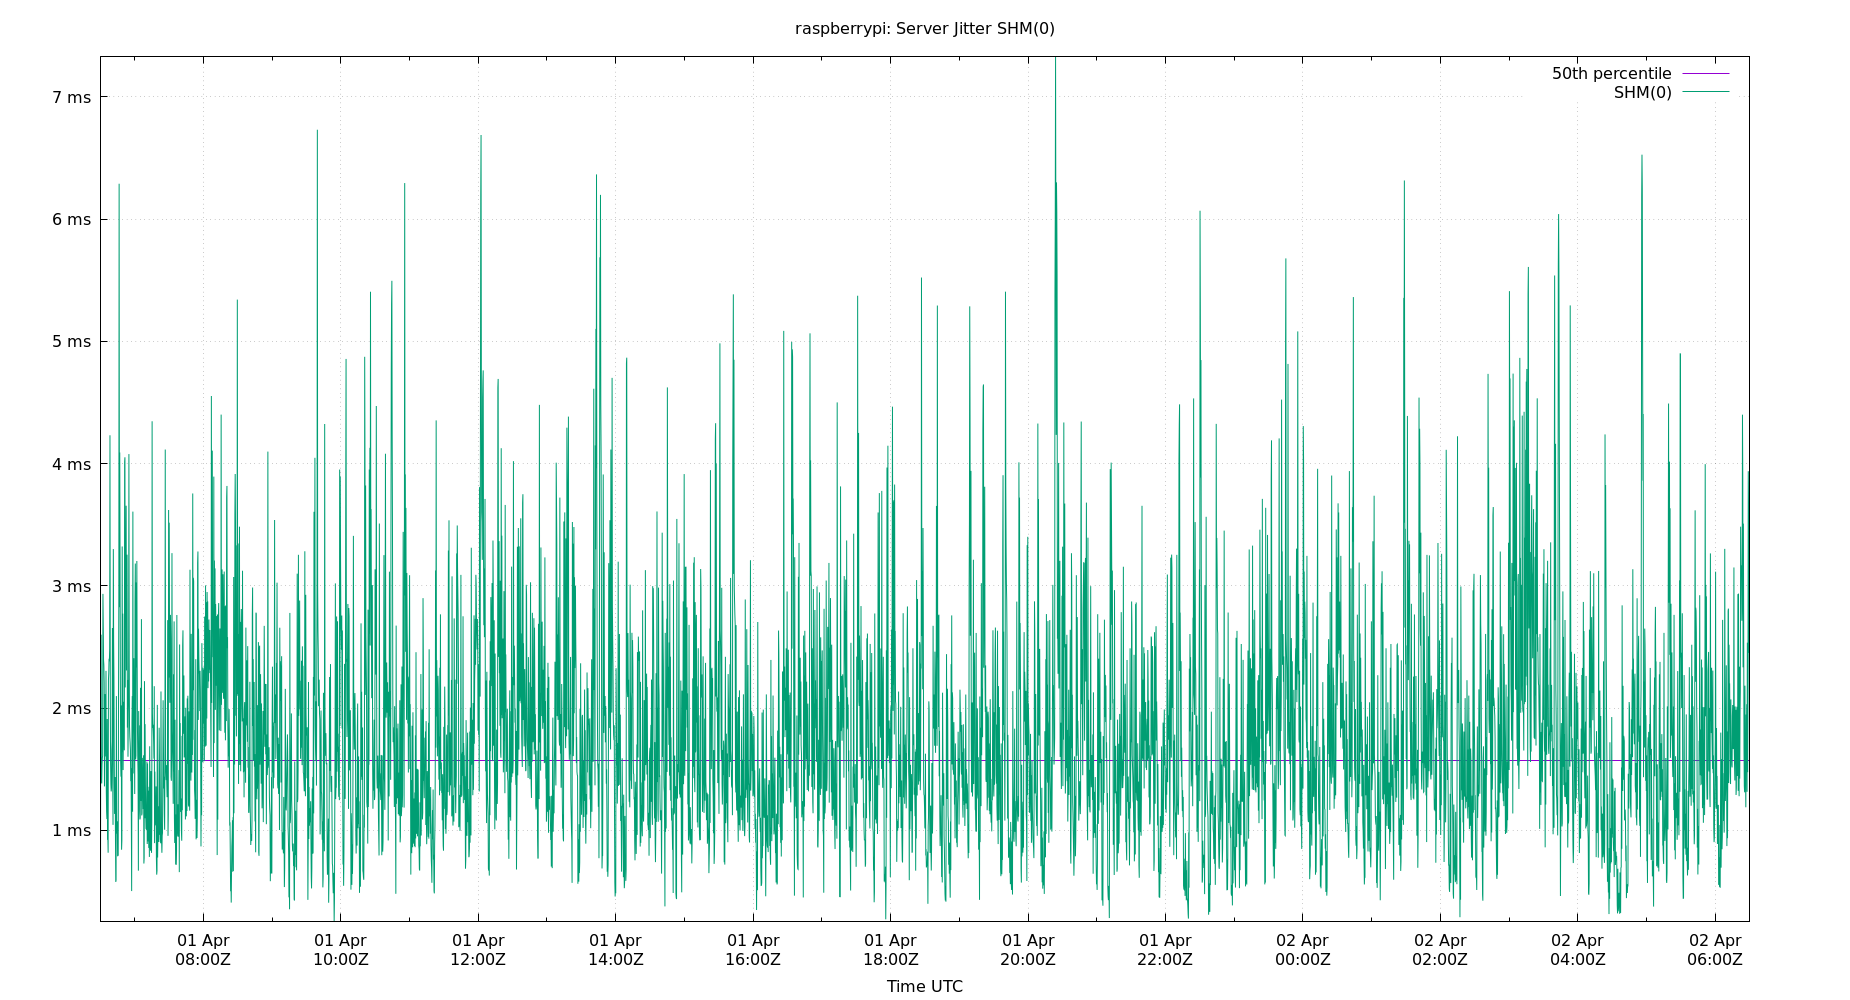 raspberrypi: Server Jitter SHM(0)
50th percentile
SHM(0)
7 ms
6 ms
5 ms
4 ms
3 ms
2 ms
1 ms
01 Apr 01 Apr 01 Apr 01 Apr 01 Apr 01 Apr 01 Apr 01 Apr 02 Apr 02 Apr 02 Apr 02 Apr
08:00Z 10:00Z 12:00Z 14:00Z 16:00Z 18:00Z 20:00Z 22:00Z 00:00Z 02:00Z 04:00Z 06:00Z
Time UTC